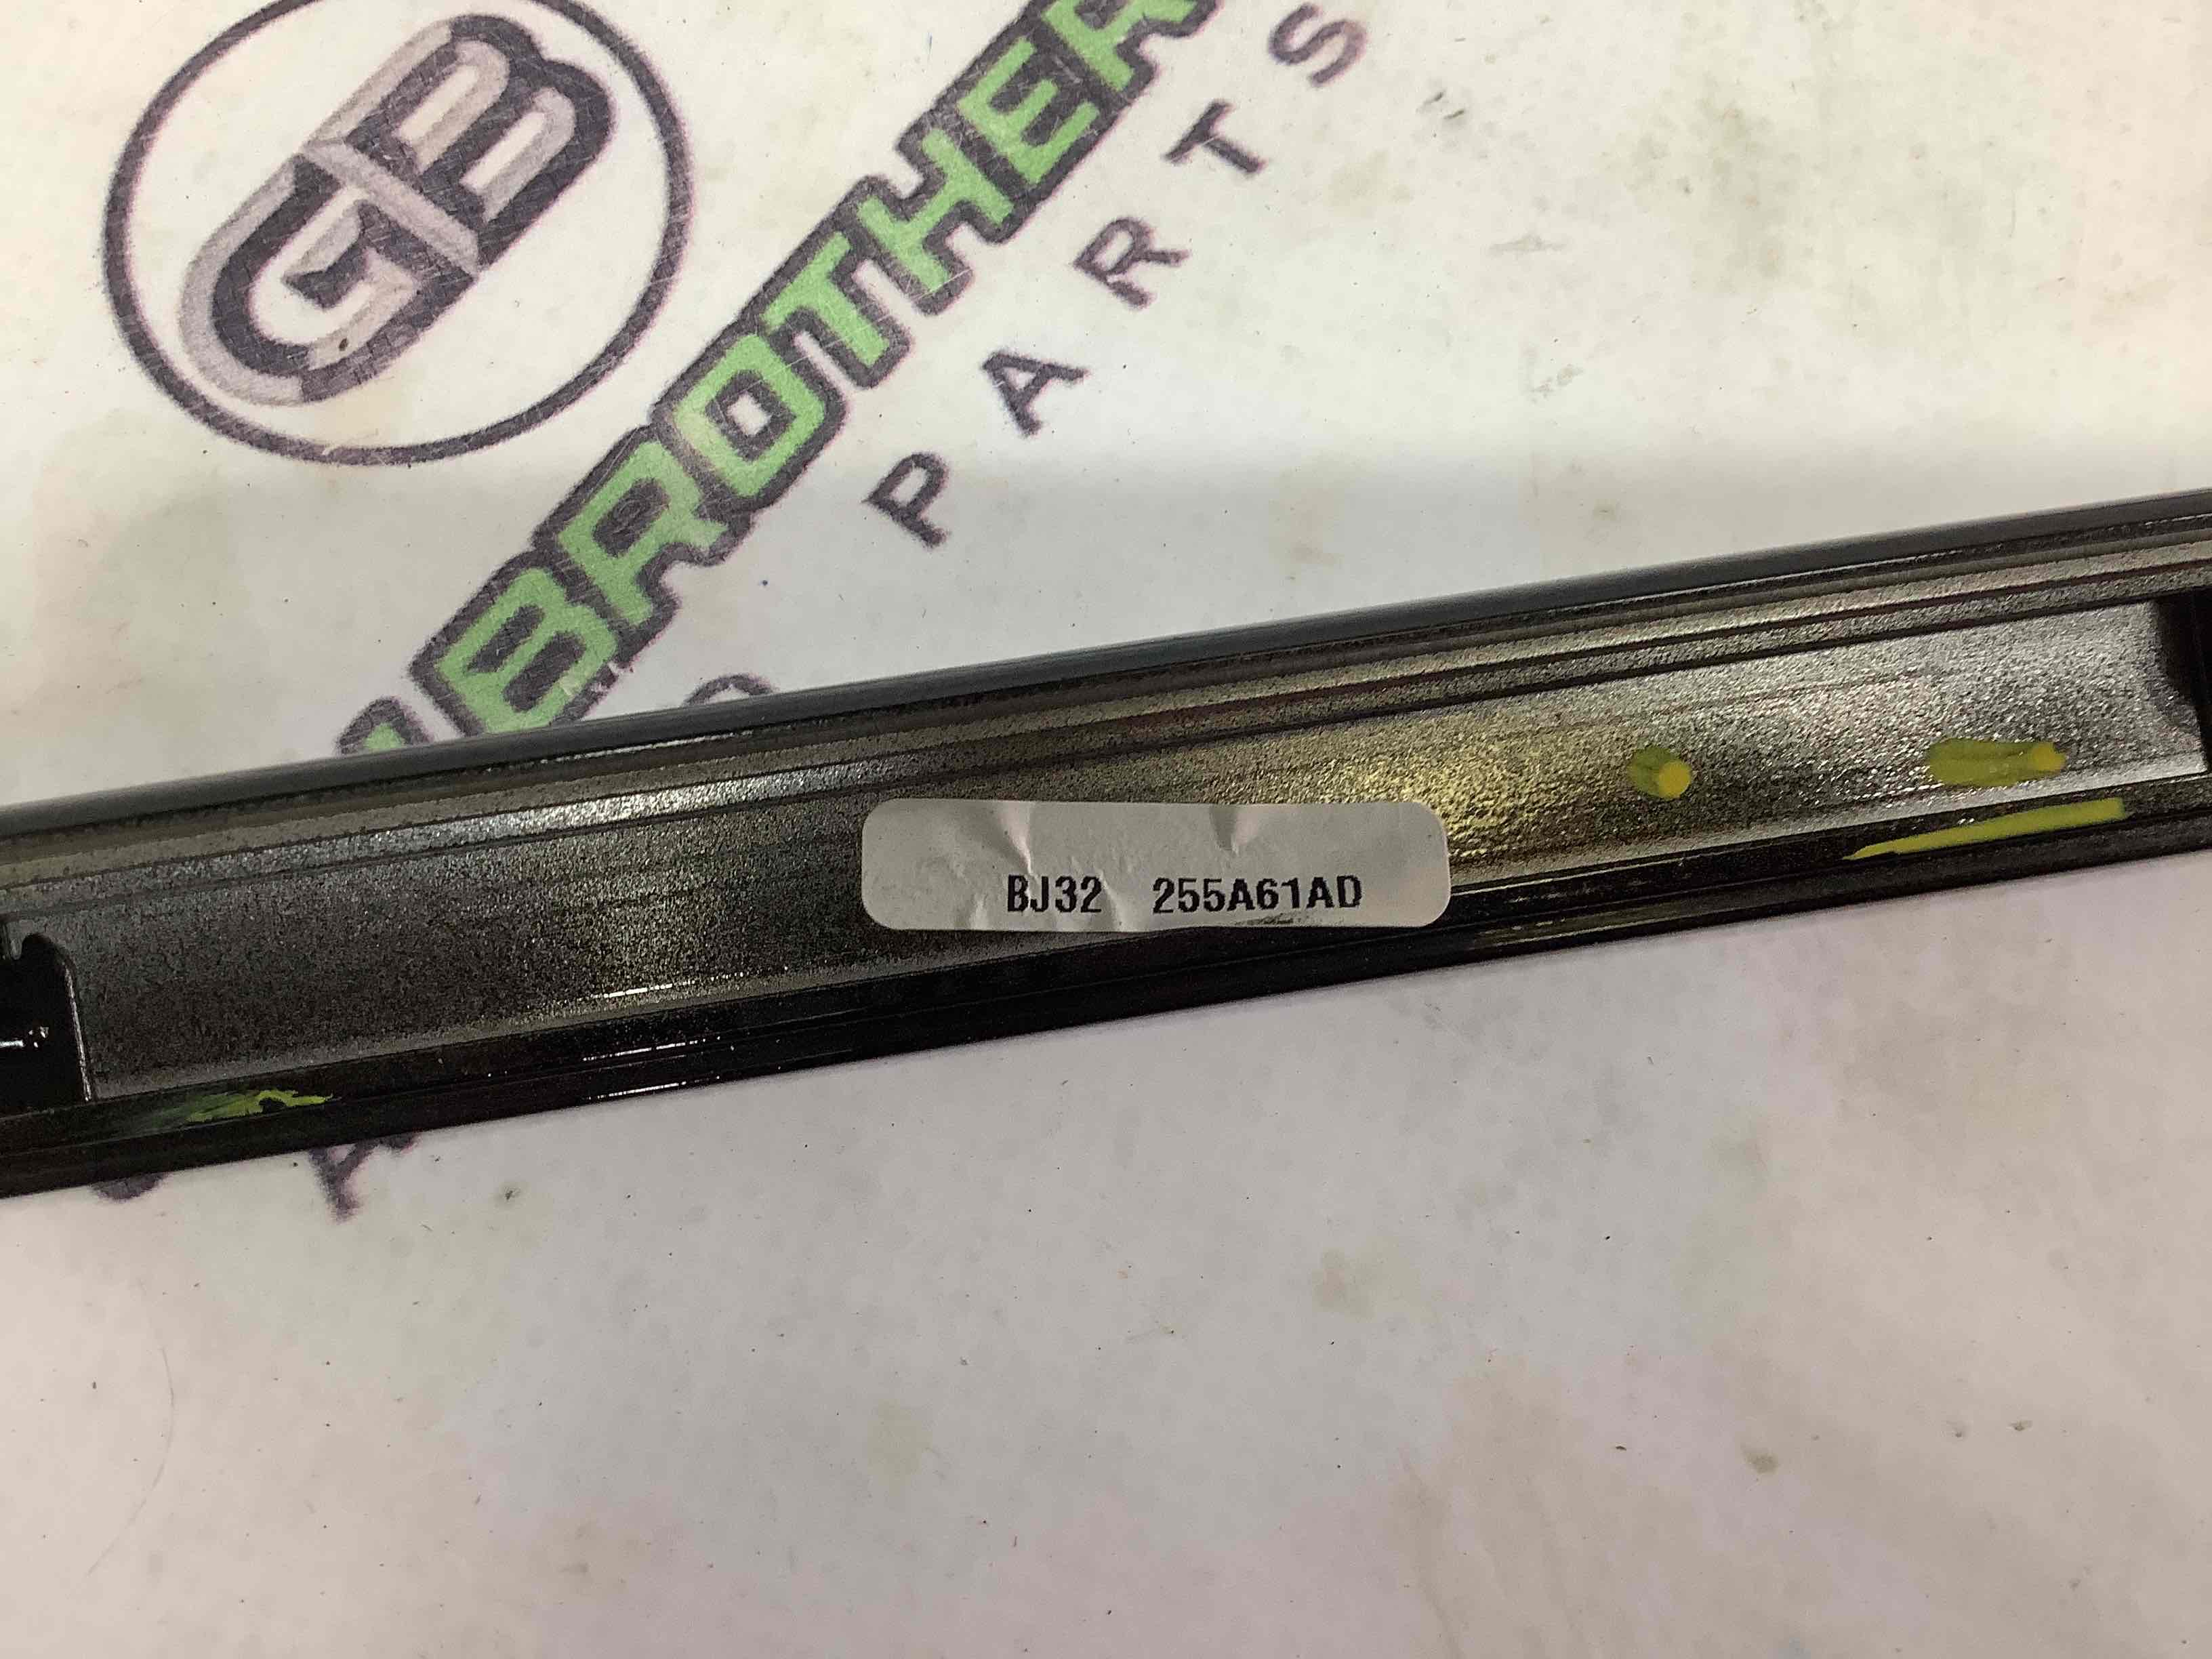 GB
BROTHER
PARTS
BJ32 255A61AD